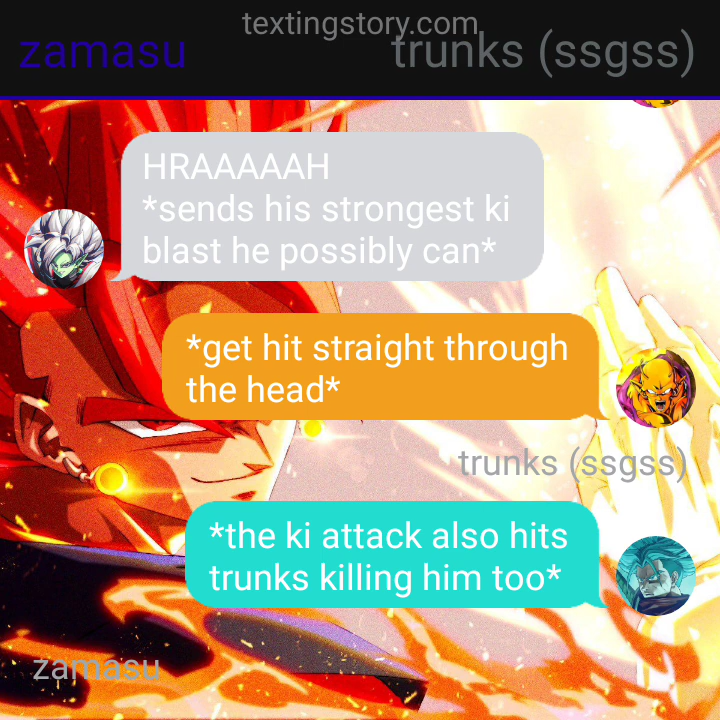 textingstory.com
zamasu
trunks (ssgss)
HRAAAAAH
*sends his strongest ki
blast he possibly can*
*get hit straight through
the head*
trunks (ssgss)
*the ki attack also hits
trunks killing him too*
zamasu